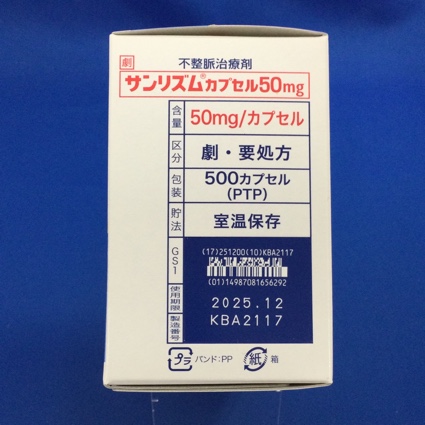 劇
不整脈治療剤
サンリズム®カプセル50mg
含量 50mg/カプセル
区分 劇・要処方
包装 500カプセル
(PTP)
貯法 室温保存
GS1
(17)251200(10)KBA2117
(01)14987081656292
使用期限 2025.12
製造番号 KBA2117
プラ バンド:PP 紙 箱